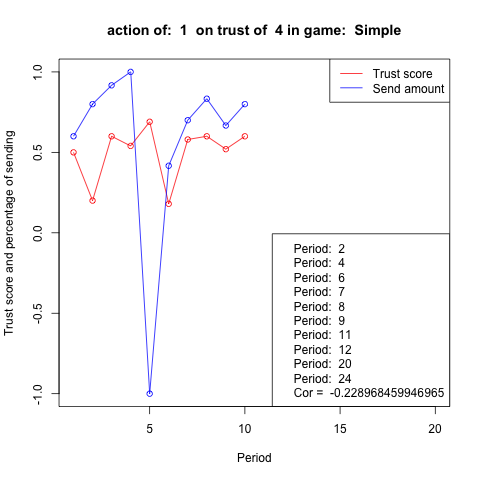 action of:  1  on trust of  4 in game:  Simple
Trust score
Send amount
Trust score and percentage of sending
1.0
0.5
0.0
-0.5
-1.0
Period:  2
Period:  4
Period:  6
Period:  7
Period:  8
Period:  9
Period:  11
Period:  12
Period:  20
Period:  24
Cor =  -0.228968459946965
5
10
15
20
Period